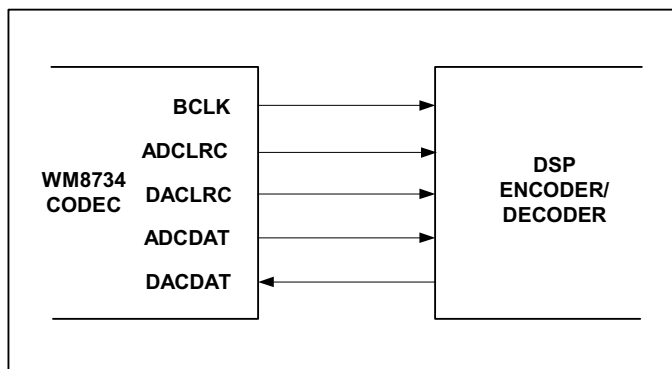 WM8734
CODEC
BCLK
ADCLRC
DACLRC
ADCDAT
DACDAT
DSP
ENCODER/
DECODER